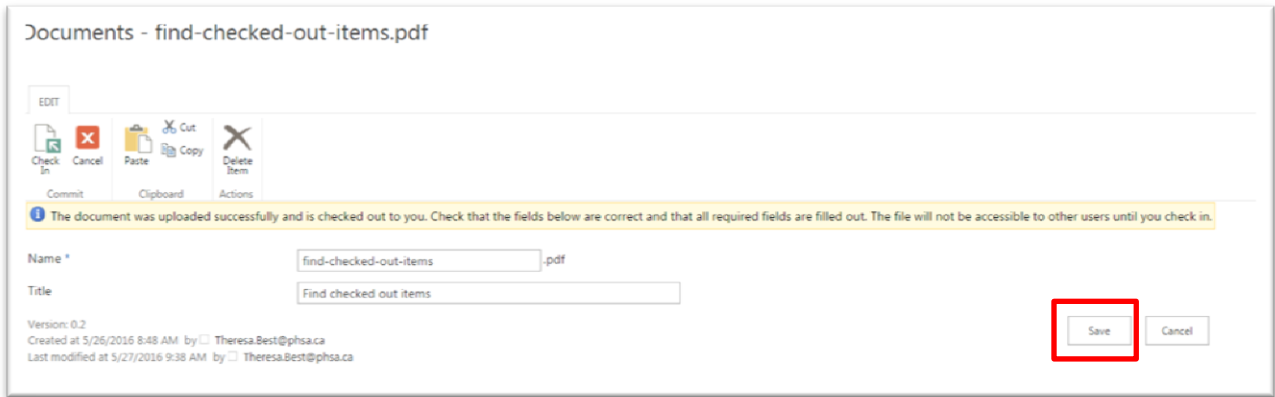 Documents - find-checked-out-items.pdf
EDIT
Check In
Cancel
Paste
Cut
Copy
Delete Item
Commit
Clipboard
Actions
The document was uploaded successfully and is checked out to you. Check that the fields below are correct and that all required fields are filled out. The file will not be accessible to other users until you check in.
Name * find-checked-out-items .pdf
Title Find checked out items
Version: 0.2
Created at 5/26/2016 8:48 AM by Theresa.Best@phsa.ca
Last modified at 5/27/2016 9:38 AM by Theresa.Best@phsa.ca
Save Cancel